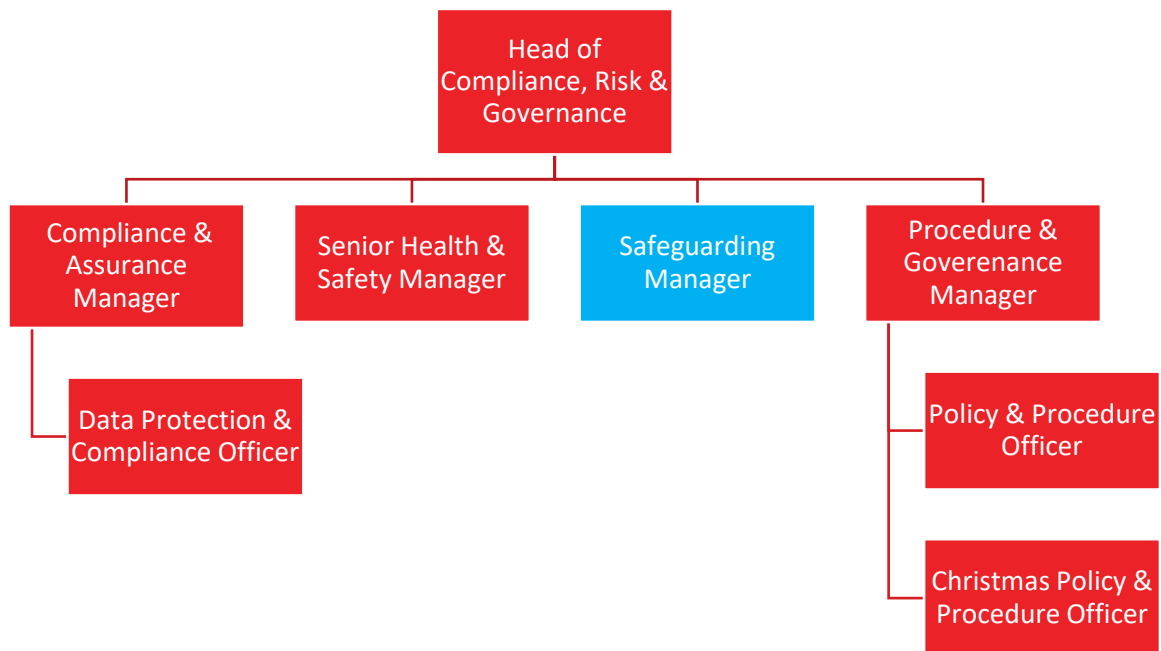 Head of
Compliance, Risk &
Governance
Compliance &
Assurance
Manager
Senior Health &
Safety Manager
Safeguarding
Manager
Procedure &
Goverenance
Manager
Data Protection &
Compliance Officer
Policy & Procedure
Officer
Christmas Policy &
Procedure Officer